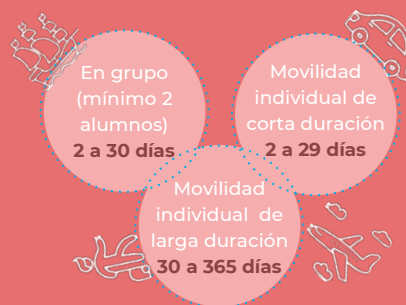 En grupo
(mínimo 2
alumnos)
2 a 30 días
Movilidad
individual de
corta duración
2 a 29 días
Movilidad
individual de
larga duración
30 a 365 días